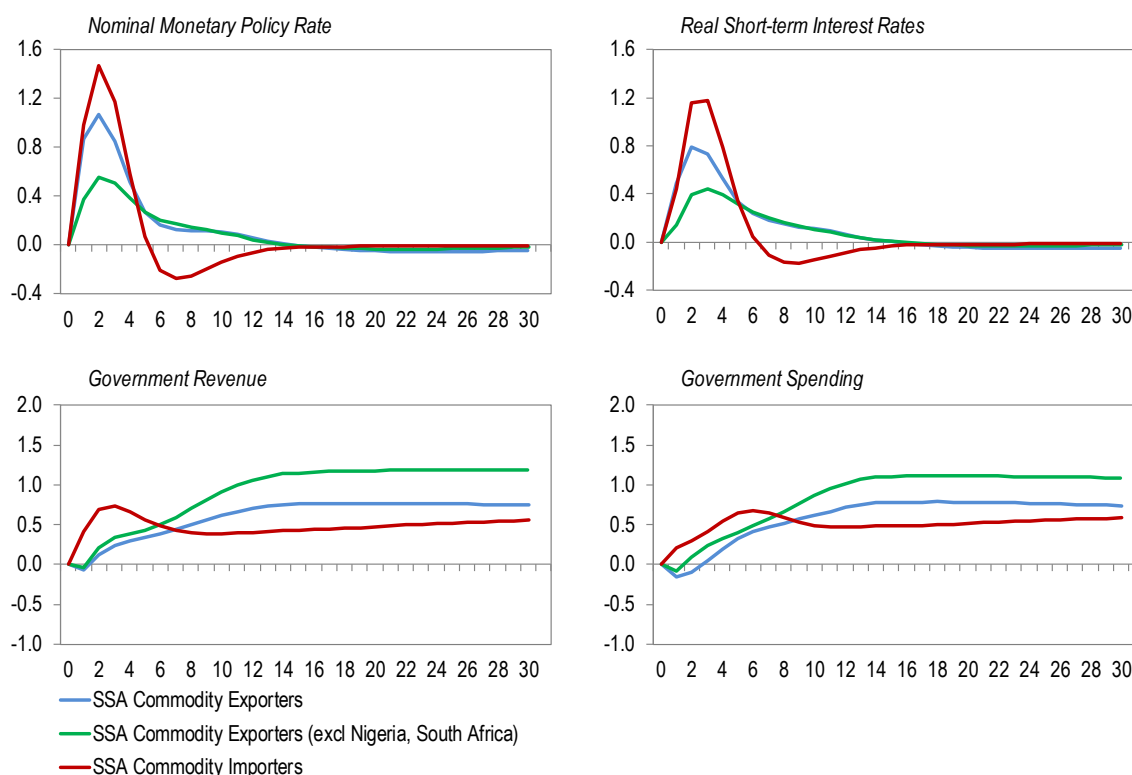 Nominal Monetary Policy Rate
1.6
1.2
0.8
0.4
0.0
-0.4
0 2 4 6 8 10 12 14 16 18 20 22 24 26 28 30
Real Short-term Interest Rates
1.6
1.2
0.8
0.4
0.0
-0.4
0 2 4 6 8 10 12 14 16 18 20 22 24 26 28 30
Government Revenue
2.0
1.5
1.0
0.5
0.0
-0.5
-1.0
0 2 4 6 8 10 12 14 16 18 20 22 24 26 28 30
Government Spending
2.0
1.5
1.0
0.5
0.0
-0.5
-1.0
0 2 4 6 8 10 12 14 16 18 20 22 24 26 28 30
SSA Commodity Exporters
SSA Commodity Exporters (excl Nigeria, South Africa)
SSA Commodity Importers